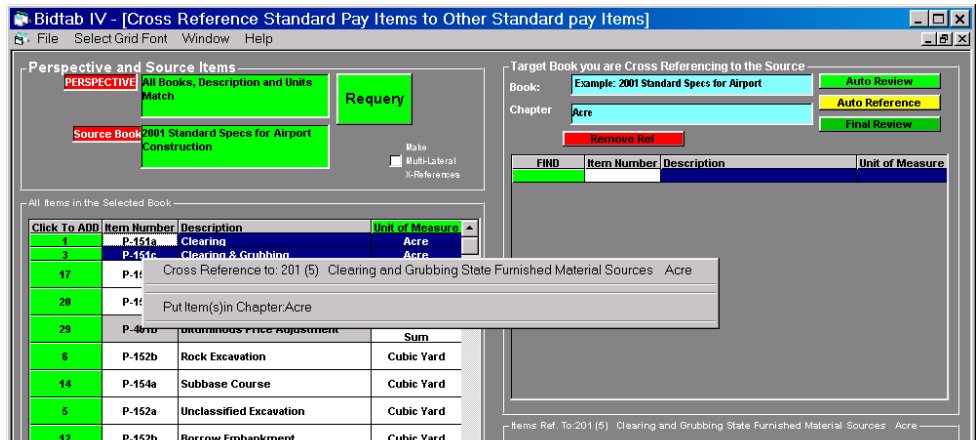 Bidtab IV - [Cross Reference Standard Pay Items to Other Standard pay Items]
File Select Grid Font Window Help
Perspective and Source Items
PERSPECTIVE All Books, Description and Units
Match
Requery
Source Book 2001 Standard Specs for Airport
Construction
Make
Multi-Lateral
X-References
Target Book you are Cross Referencing to the Source
Book: Example: 2001 Standard Specs for Airport
Auto Review
Chapter Acre
Auto Reference
Final Review
Remove Ref
FIND Item Number Description Unit of Measure
All Items in the Selected Book
Click To ADD Item Number Description Unit of Measure
1 P-151a Clearing Acre
3 P-151c Clearing & Grubbing Acre
Cross Reference to: 201 (5) Clearing and Grubbing State Furnished Material Sources Acre
Put Item(s)in Chapter:Acre
17
20
29 Bituminous Price Adjustment
Sum
6 P-152b Rock Excavation Cubic Yard
14 P-154a Subbase Course Cubic Yard
5 P-152a Unclassified Excavation Cubic Yard
12 P-152h Borrow Embankment Cubic Yard
Items Ref. To:201 (5) Clearing and Grubbing State Furnished Material Sources Acre